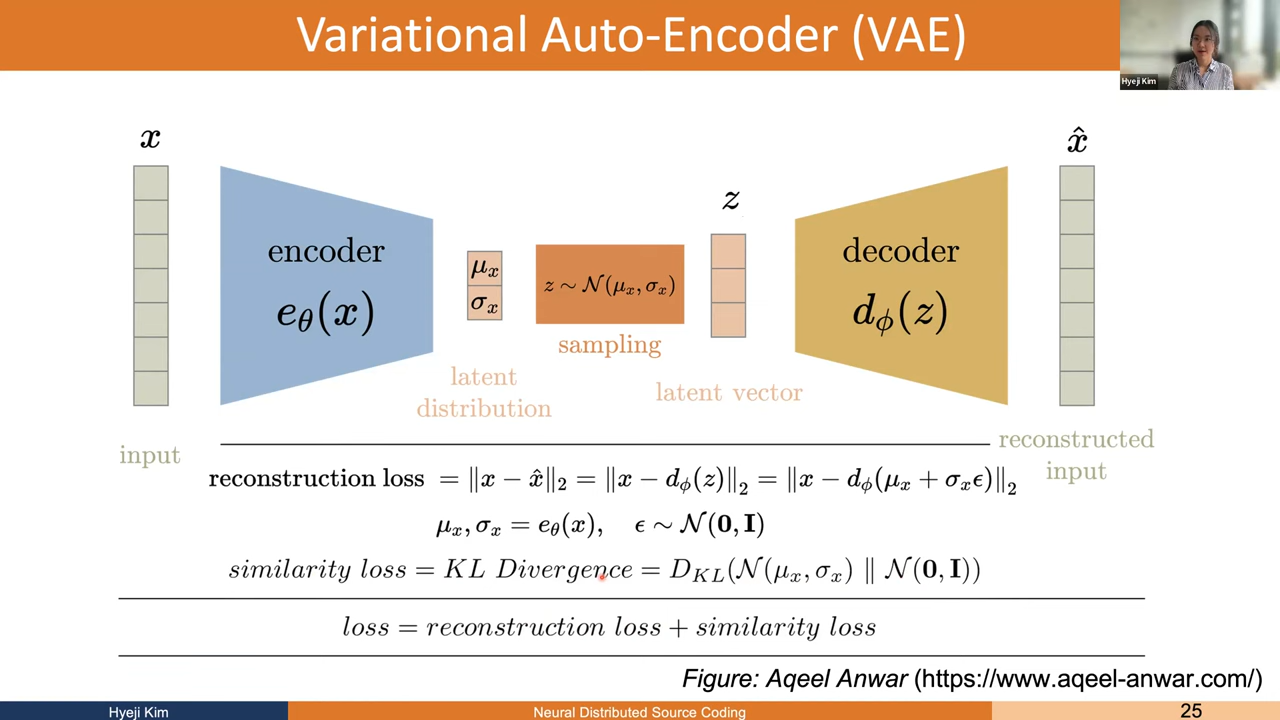 Variational Auto-Encoder (VAE)
Hyeji Kim
x
x̂
z
encoder
e_θ(x)
μ_x
σ_x
z ∼ 𝒩(μ_x, σ_x)
sampling
decoder
d_ϕ(z)
latent
distribution
latent vector
input
reconstructed
input
reconstruction loss = ‖x − x̂‖₂ = ‖x − d_ϕ(z)‖₂ = ‖x − d_ϕ(μ_x + σ_xϵ)‖₂
μ_x, σ_x = e_θ(x), ϵ ∼ 𝒩(𝟎, 𝐈)
similarity loss = KL Divergence = D_{KL}(𝒩(μ_x, σ_x) ‖ 𝒩(𝟎, 𝐈))
loss = reconstruction loss + similarity loss
Figure: Aqeel Anwar (https://www.aqeel-anwar.com/)
Hyeji Kim
Neural Distributed Source Coding
25